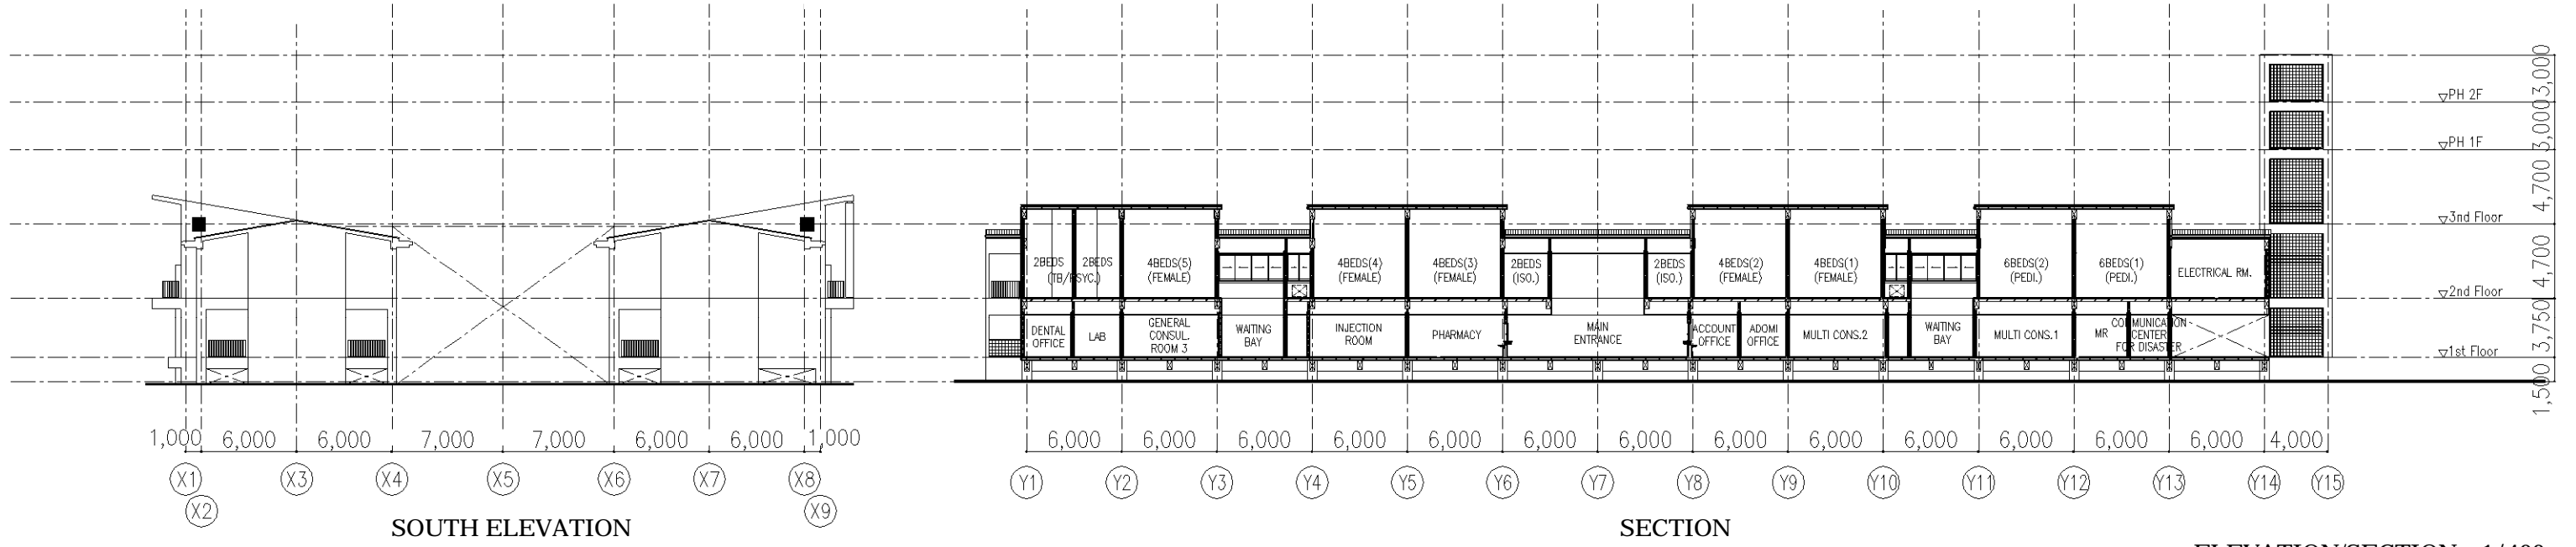 3,000
▽PH 2F
3,000
▽PH 1F
4,700
▽3nd Floor
4,700
▽2nd Floor
3,750
▽1st Floor
1,500
2BEDS 2BEDS
(TB/PSYC.)
4BEDS(5)
(FEMALE)
4BEDS(4)
(FEMALE)
4BEDS(3)
(FEMALE)
2BEDS
(ISO.)
2BEDS
(ISO.)
4BEDS(2)
(FEMALE)
4BEDS(1)
(FEMALE)
6BEDS(2)
(PEDI.)
6BEDS(1)
(PEDI.)
ELECTRICAL RM.
DENTAL
OFFICE
LAB
GENERAL
CONSUL.
ROOM 3
WAITING
BAY
INJECTION
ROOM
PHARMACY
MAIN
ENTRANCE
ACCOUNT
OFFICE
ADOMI
OFFICE
MULTI CONS.2
WAITING
BAY
MULTI CONS.1
MR
COMMUNICATION
CENTER
FOR DISASTER
1,000 6,000 6,000 7,000 7,000 6,000 6,000 1,000
6,000 6,000 6,000 6,000 6,000 6,000 6,000 6,000 6,000 6,000 6,000 6,000 6,000 4,000
X1 X3 X4 X5 X6 X7 X8
X2 X9
Y1 Y2 Y3 Y4 Y5 Y6 Y7 Y8 Y9 Y10 Y11 Y12 Y13 Y14 Y15
SOUTH ELEVATION
SECTION